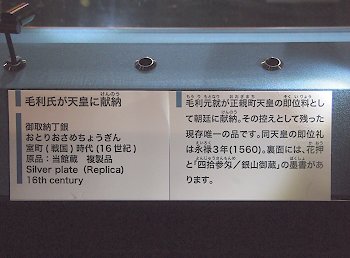 毛利氏が天皇に献納
けんのう
御取納丁銀
おとりおさめちょうぎん
室町(戦国)時代(16世紀)
原品：当館蔵　複製品
Silver plate (Replica)
16th century
毛利元就が正親町天皇の即位料とし
て朝廷に献納。その控えとして残った
現存唯一の品です。同天皇の即位礼
は永禄3年(1560)。裏面には、花押
と「四拾参匁／銀山御蔵」の墨書があ
ります。